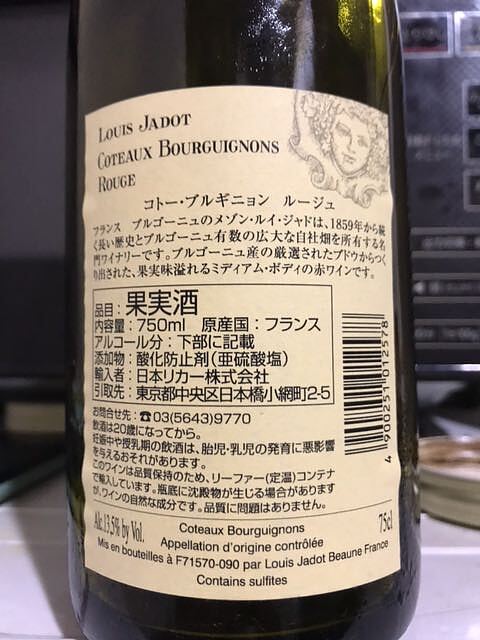 LOUIS JADOT
COTEAUX BOURGUIGNONS
ROUGE
コトー・ブルギニョン ルージュ
フランス ブルゴーニュのメゾン・ルイ・ジャドは、1859年から続
く長い歴史とブルゴーニュ有数の広大な自社畑を所有する名
門ワイナリーです。ブルゴーニュ産の厳選されたブドウからつく
り出された、果実味溢れるミディアム・ボディの赤ワインです。
品目：果実酒
内容量：750ml 原産国：フランス
アルコール分：下部に記載
添加物：酸化防止剤(亜硫酸塩)
輸入者：日本リカー株式会社
引取先：東京都中央区日本橋小網町2-5
お問合せ先：☎03(5643)9770
飲酒は20歳になってから。
妊娠中や授乳期の飲酒は、胎児・乳児の発育に悪影響
を与えるおそれがあります。
このワインは品質保持のため、リーファー(定温)コンテナ
で輸入しています。瓶底に沈殿物が生じる場合があります
が、ワインの自然な成分です。品質に問題はありません。
4 900251 012578
Alc.13.5% by Vol.
75cl
Coteaux Bourguignons
Appellation d'origine contrôlée
Mis en bouteilles à F71570-090 par Louis Jadot Beaune France
Contains sulfites